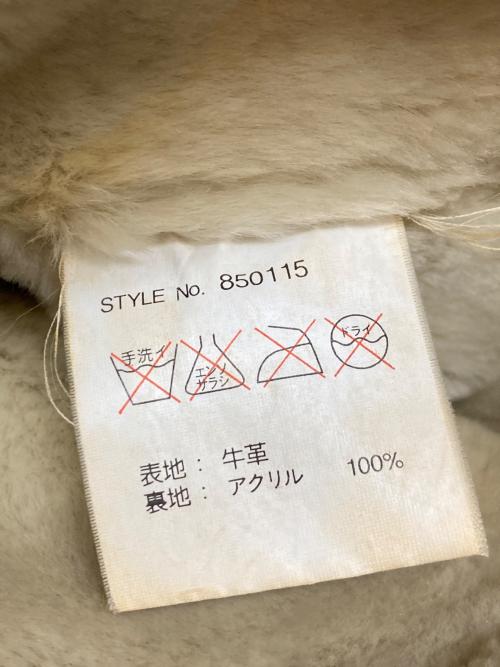 STYLE No. 850115
手洗イ エンソサラシ ドライ
表地: 牛革
裏地: アクリル 100%